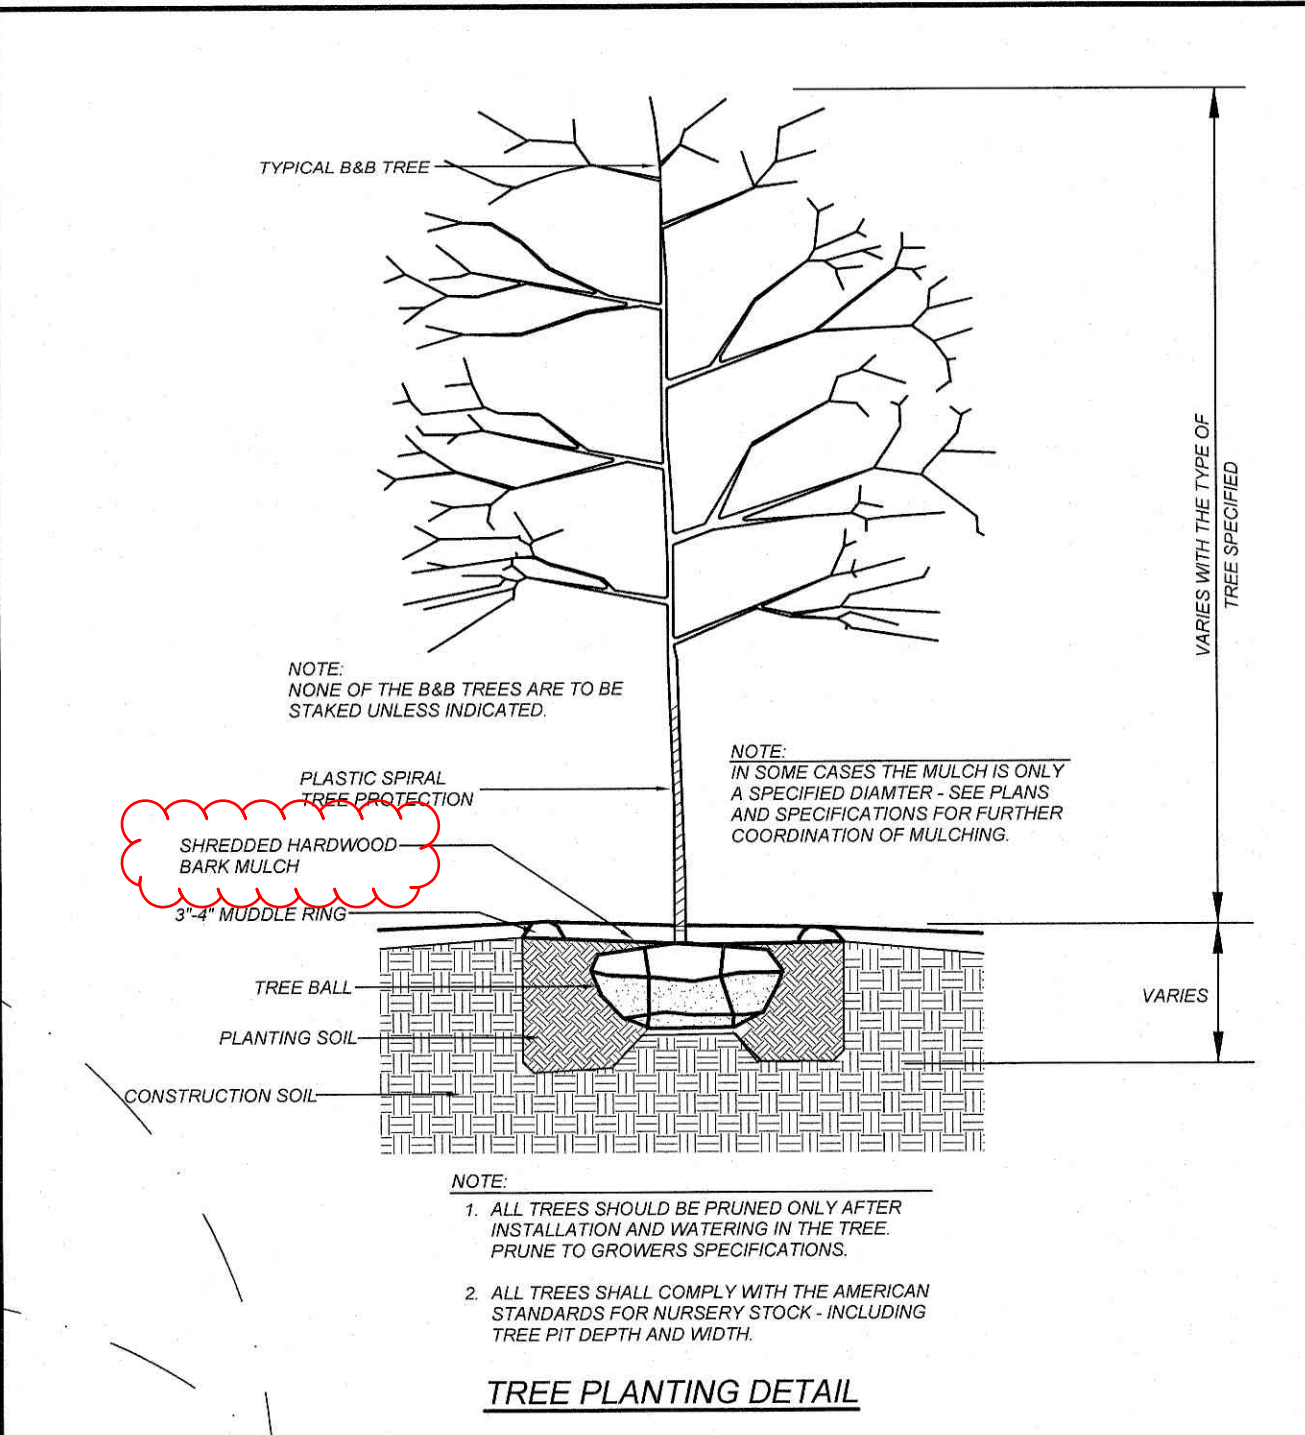 TYPICAL B&B TREE
VARIES WITH THE TYPE OF
TREE SPECIFIED
NOTE:
NONE OF THE B&B TREES ARE TO BE
STAKED UNLESS INDICATED.
NOTE:
IN SOME CASES THE MULCH IS ONLY
A SPECIFIED DIAMTER - SEE PLANS
AND SPECIFICATIONS FOR FURTHER
COORDINATION OF MULCHING.
PLASTIC SPIRAL
TREE PROTECTION
SHREDDED HARDWOOD
BARK MULCH
3"-4" MUDDLE RING
TREE BALL
VARIES
PLANTING SOIL
CONSTRUCTION SOIL
NOTE:
1. ALL TREES SHOULD BE PRUNED ONLY AFTER
INSTALLATION AND WATERING IN THE TREE.
PRUNE TO GROWERS SPECIFICATIONS.
2. ALL TREES SHALL COMPLY WITH THE AMERICAN
STANDARDS FOR NURSERY STOCK - INCLUDING
TREE PIT DEPTH AND WIDTH.
TREE PLANTING DETAIL